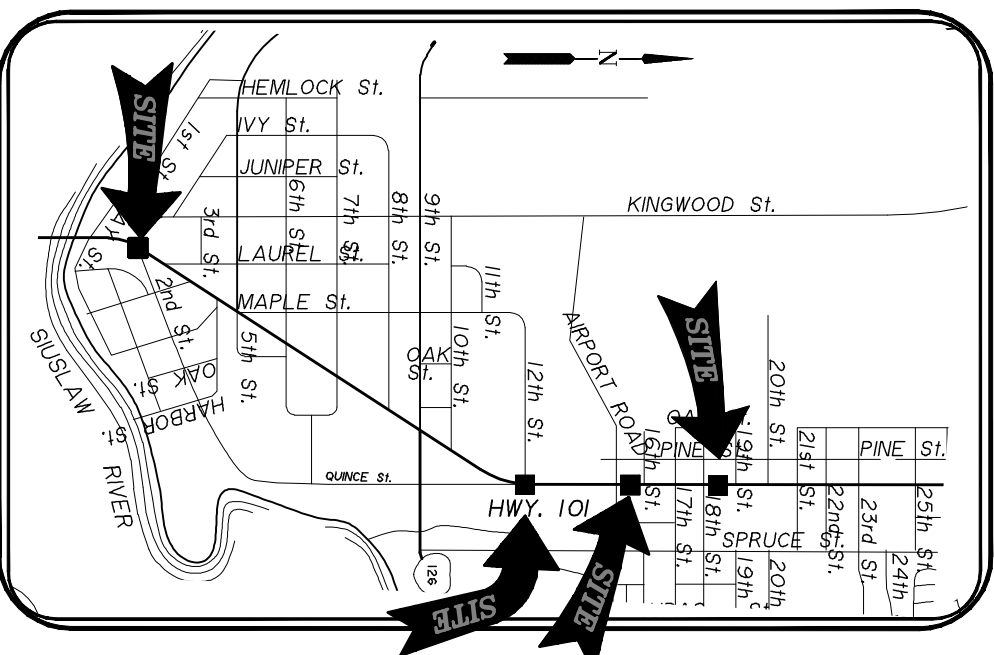 HEMLOCK St.
N
IVY St.
1st St.
SITE
JUNIPER St.
3rd St.
6th St.
7th St.
8th St.
9th St.
KINGWOOD St.
LAUREL St.
2nd St.
MAPLE St.
11th St.
SIUSLAW
RIVER
5th St.
OAK St.
OAK
St.
10th St.
12th St.
AIRPORT ROAD
SITE
20th St.
HARBOR St.
16th St.
PINE St.
19th St.
21st St.
PINE St.
QUINCE St.
HWY. 101
17th St.
18th St.
22nd St.
23rd St.
25th St.
SPRUCE St.
126
19th
20th
24th
SITE
SITE